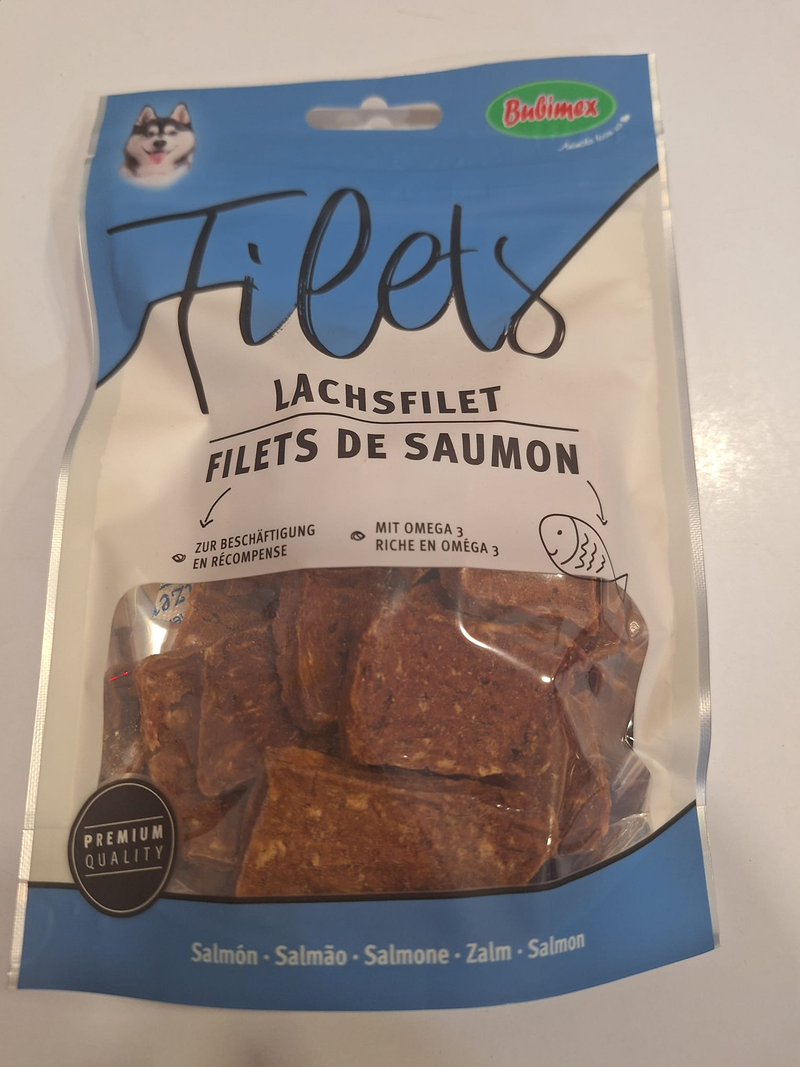 Bubimex
Filets
LACHSFILET
FILETS DE SAUMON
ZUR BESCHÄFTIGUNG
EN RÉCOMPENSE
MIT OMEGA 3
RICHE EN OMÉGA 3
PREMIUM
QUALITY
Salmón · Salmão · Salmone · Zalm · Salmon